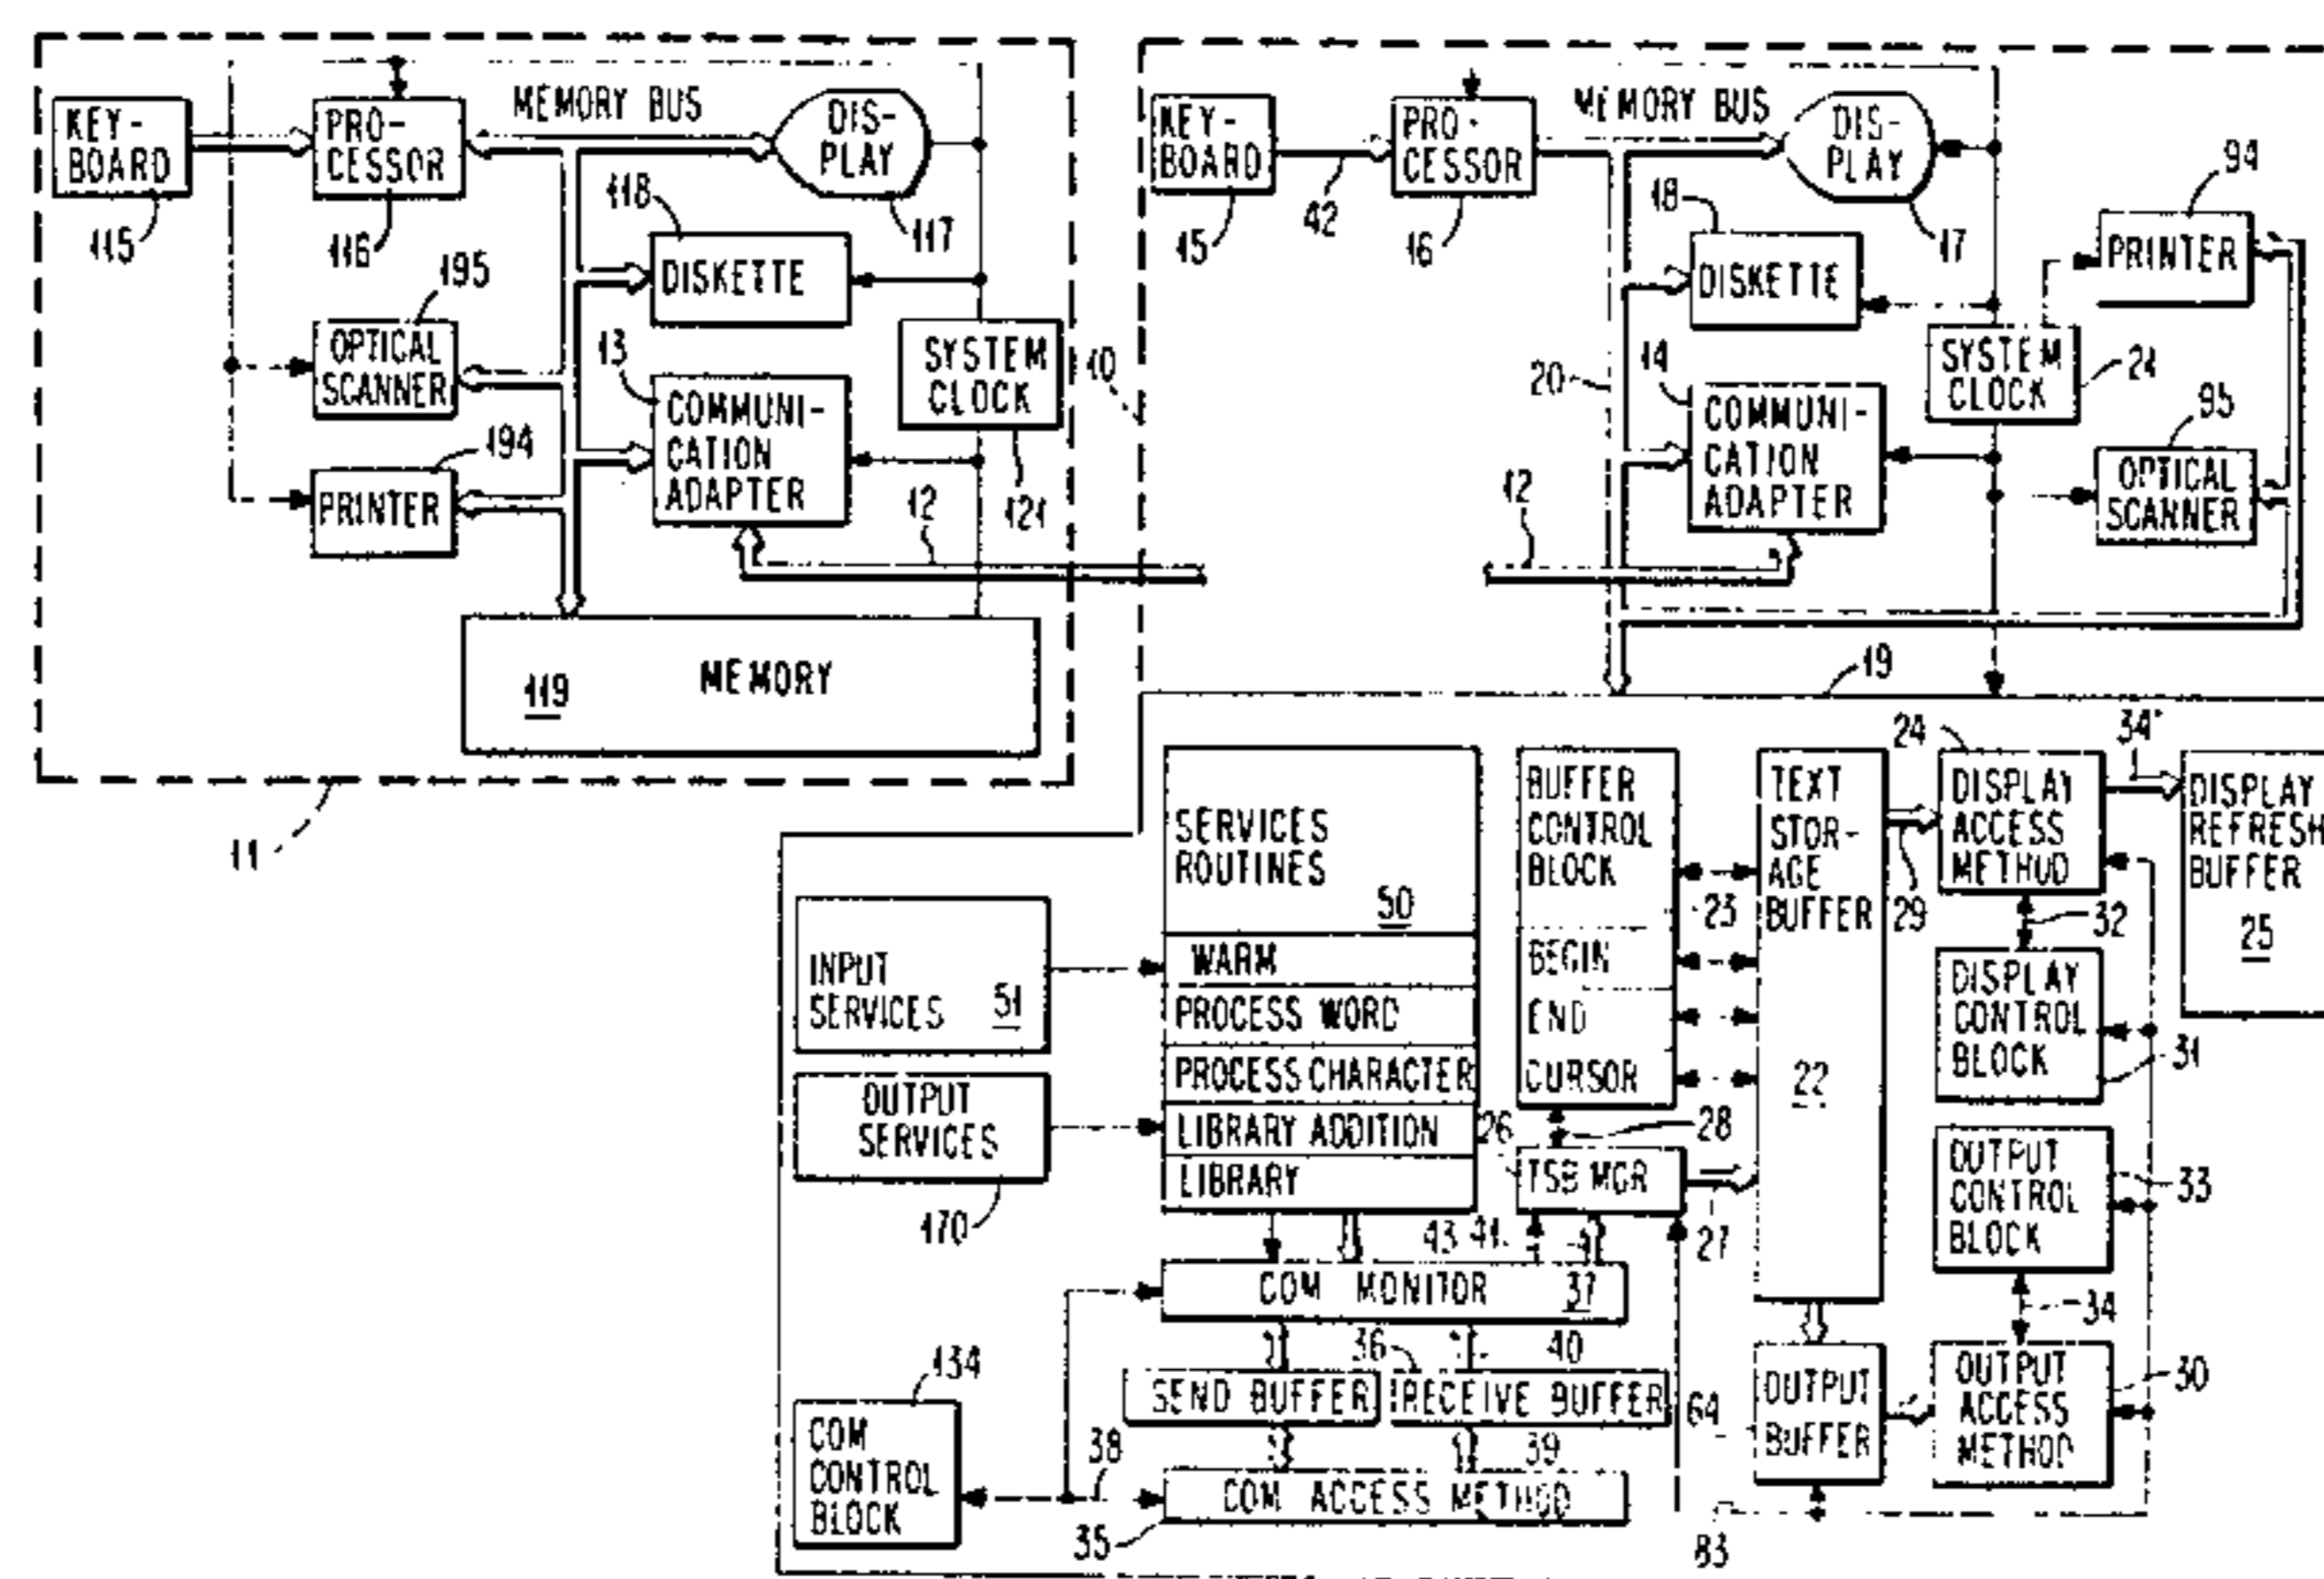 KEY-
BOARD
115
PRO-
CESSOR
116
MEMORY BUS
DIS-
PLAY
117
118
DISKETTE
195
OPTICAL
SCANNER
194
PRINTER
13
COMMUNI-
CATION
ADAPTER
SYSTEM
CLOCK
121
12
119 MEMORY
11
10
KEY-
BOARD
15
42
PRO-
CESSOR
16
MEMORY BUS
DIS-
PLAY
17
18
DISKETTE
94
PRINTER
SYSTEM
CLOCK
21
20
14
COMMUNI-
CATION
ADAPTER
95
OPTICAL
SCANNER
12
19
INPUT
SERVICES 51
OUTPUT
SERVICES
170
SERVICES
ROUTINES
50
WARM
PROCESS WORD
PROCESS CHARACTER
LIBRARY ADDITION
LIBRARY
BUFFER
CONTROL
BLOCK
BEGIN
END
CURSOR
23
TEXT
STOR-
AGE
BUFFER
22
29
24
DISPLAY
ACCESS
METHOD
34'
DISPLAY
REFRESH
BUFFER
25
32
DISPLAY
CONTROL
BLOCK
31
26
28
TSB MGR
27
43
41
OUTPUT
CONTROL
BLOCK
33
34
COM MONITOR 37
36
40
SEND BUFFER
RECEIVE BUFFER
39
134
COM
CONTROL
BLOCK
38
COM ACCESS METHOD
35
64
OUTPUT
BUFFER
OUTPUT
ACCESS
METHOD
30
83